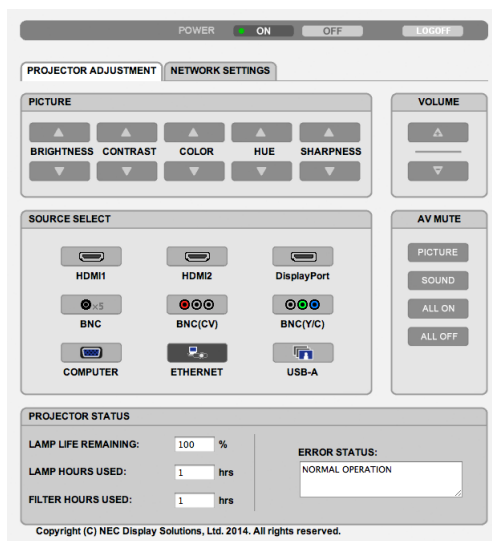 POWER ON OFF LOGOFF
PROJECTOR ADJUSTMENT NETWORK SETTINGS
PICTURE
BRIGHTNESS CONTRAST COLOR HUE SHARPNESS
VOLUME
SOURCE SELECT
HDMI1 HDMI2 DisplayPort
×5
BNC BNC(CV) BNC(Y/C)
COMPUTER ETHERNET USB-A
AV MUTE
PICTURE
SOUND
ALL ON
ALL OFF
PROJECTOR STATUS
LAMP LIFE REMAINING: 100 %
LAMP HOURS USED: 1 hrs
FILTER HOURS USED: 1 hrs
ERROR STATUS:
NORMAL OPERATION
Copyright (C) NEC Display Solutions, Ltd. 2014. All rights reserved.